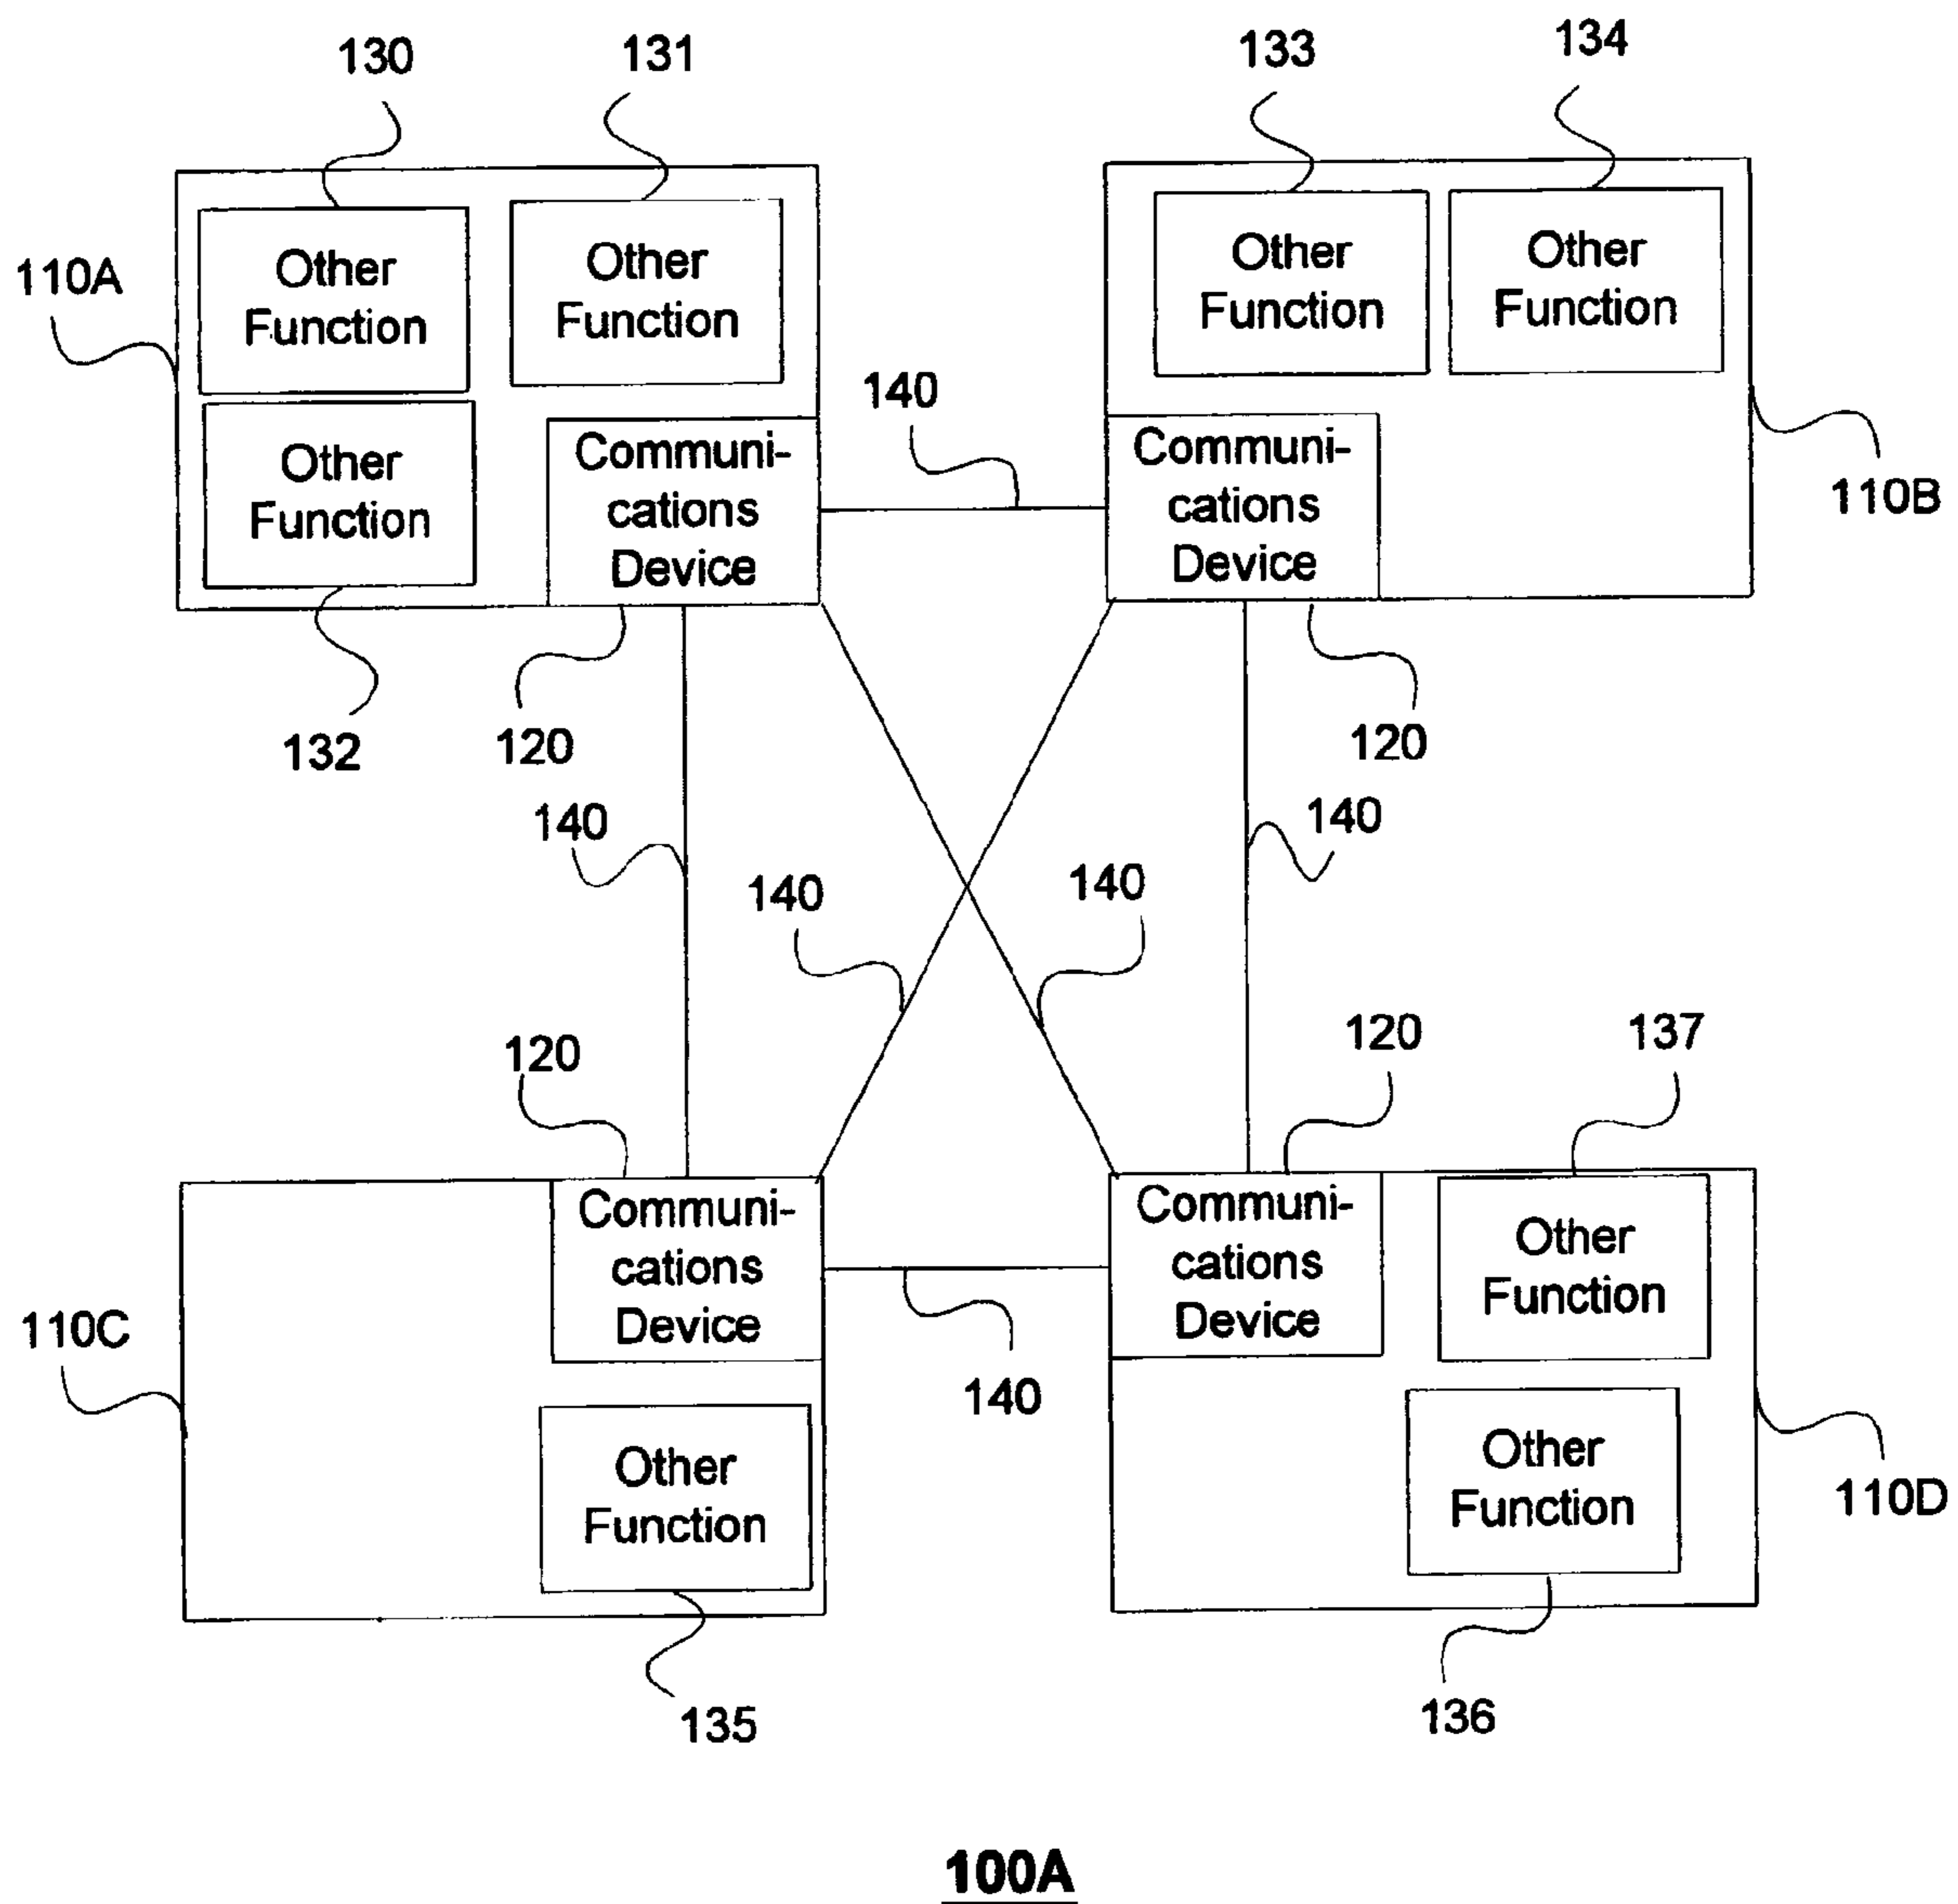 130
131
133
134
110A
Other
Function
Other
Function
Other
Function
Other
Function
Other
Function
Communi-
cations
Device
140
Communi-
cations
Device
110B
132
120
120
140
140
140
140
120
120
137
110C
Communi-
cations
Device
Communi-
cations
Device
Other
Function
140
Other
Function
Other
Function
110D
135
136
100A